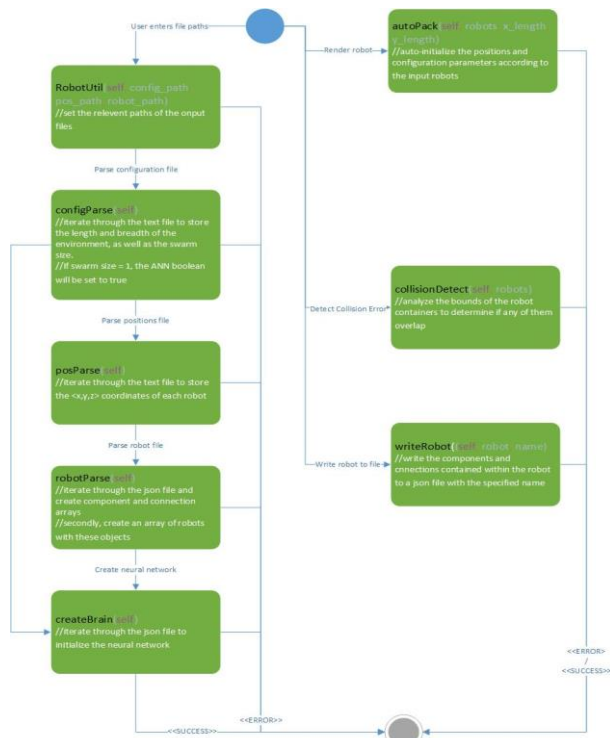 User enters file paths
RobotUtil(self config_path
pos_path robot_path)
//set the relevent paths of the onput
files
Parse configuration file
configParse(self)
//iterate through the text file to store
the length and breadth of the
environment, as well as the swarm
size.
//If swarm size = 1, the ANN boolean
will be set to true
Parse positions file
posParse(self)
//iterate through the text file to store
the <x,y,z> coordinates of each robot
Parse robot file
robotParse(self)
//iterate through the json file and
create component and connection
arrays
//secondly, create an array of robots
with these objects
Create neural network
createBrain(self)
//iterate through the json file to
initialize the neural network
<<SUCCESS>>
<<ERROR>>
Render robot
autoPack(self robots x_length
y_length)
//auto-initialize the positions and
configuration parameters according to
the input robots
Detect Collision Error
collisionDetect(self robots)
//analyze the bounds of the robot
containers to determine if any of them
overlap
Write robot to file
writeRobot((self robot name)
//write the components and
cnnections contained within the robot
to a json file with the specified name
<<ERROR>
/
<<SUCCESS>>